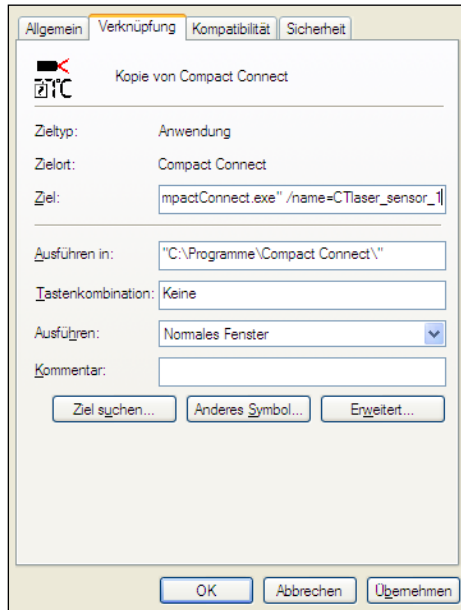 Allgemein Verknüpfung Kompatibilität Sicherheit
°C
Kopie von Compact Connect
Zieltyp: Anwendung
Zielort: Compact Connect
Ziel: mpactConnect.exe" /name=CTlaser_sensor_1
Ausführen in: "C:\Programme\Compact Connect\"
Tastenkombination: Keine
Ausführen: Normales Fenster
Kommentar:
Ziel suchen... Anderes Symbol... Erweitert...
OK Abbrechen Übernehmen